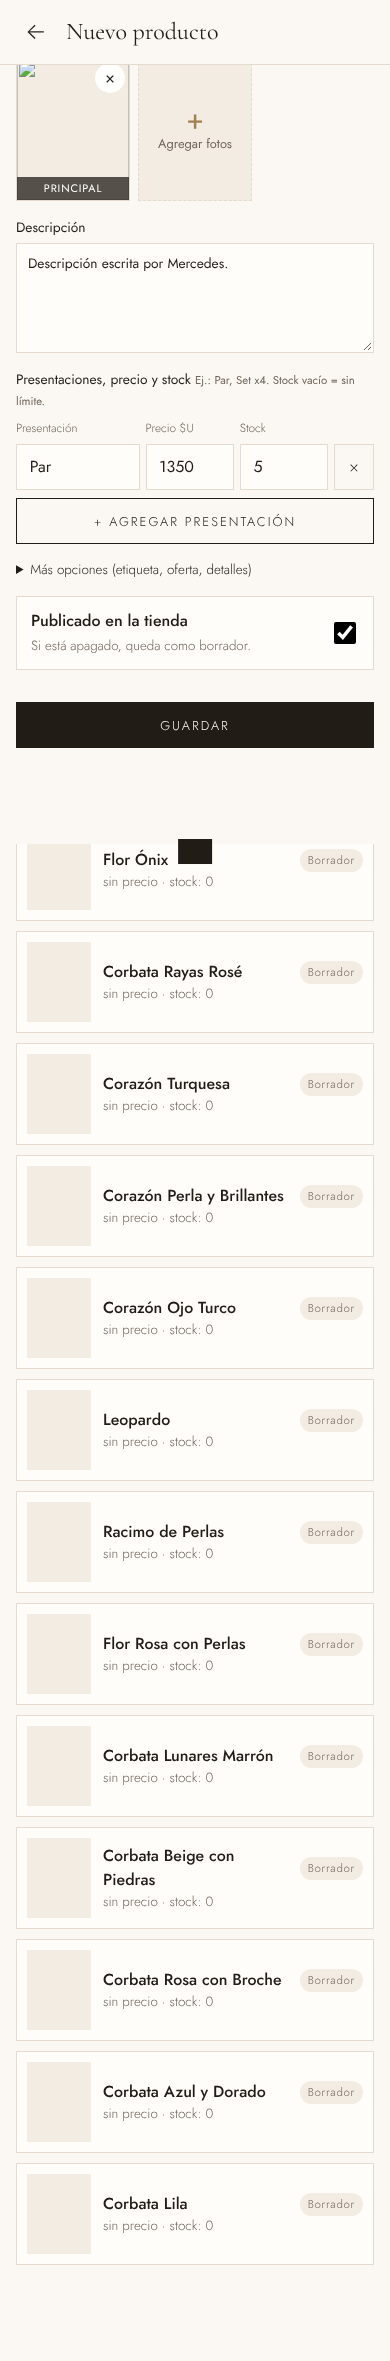 ← Nuevo producto
×
PRINCIPAL
+
Agregar fotos
Descripción
Descripción escrita por Mercedes.
Presentaciones, precio y stock Ej.: Par, Set x4. Stock vacío = sin
límite.
Presentación Precio $U Stock
Par 1350 5 ×
+ AGREGAR PRESENTACIÓN
Más opciones (etiqueta, oferta, detalles)
Publicado en la tienda
Si está apagado, queda como borrador.
GUARDAR
Flor Ónix Borrador
sin precio · stock: 0
Corbata Rayas Rosé Borrador
sin precio · stock: 0
Corazón Turquesa Borrador
sin precio · stock: 0
Corazón Perla y Brillantes Borrador
sin precio · stock: 0
Corazón Ojo Turco Borrador
sin precio · stock: 0
Leopardo Borrador
sin precio · stock: 0
Racimo de Perlas Borrador
sin precio · stock: 0
Flor Rosa con Perlas Borrador
sin precio · stock: 0
Corbata Lunares Marrón Borrador
sin precio · stock: 0
Corbata Beige con
Piedras Borrador
sin precio · stock: 0
Corbata Rosa con Broche Borrador
sin precio · stock: 0
Corbata Azul y Dorado Borrador
sin precio · stock: 0
Corbata Lila Borrador
sin precio · stock: 0